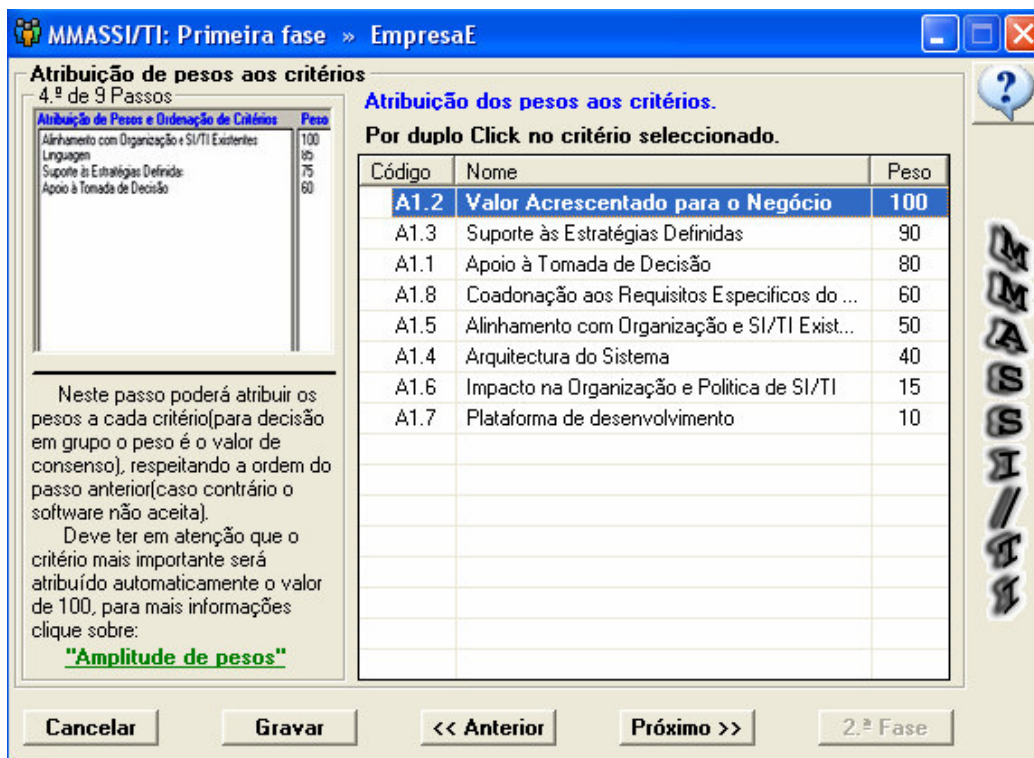 MMASSI/TI: Primeira fase » EmpresaE
Atribuição de pesos aos critérios
4.º de 9 Passos
Atribuição de Pesos e Ordenação de Critérios Peso
Alinhamento com Organização e SI/TI Existentes 100
Linguagen 85
Suporte às Estratégias Definidas 75
Apoio à Tomada de Decisão 60
Neste passo poderá atribuir os
pesos a cada critério(para decisão
em grupo o peso é o valor de
consenso), respeitando a ordem do
passo anterior(caso contrário o
software não aceita).
Deve ter em atenção que o
critério mais importante será
atribuído automaticamente o valor
de 100, para mais informações
clique sobre:
"Amplitude de pesos"
Atribuição dos pesos aos critérios.
Por duplo Click no critério seleccionado.
Código Nome Peso
A1.2 Valor Acrescentado para o Negócio 100
A1.3 Suporte às Estratégias Definidas 90
A1.1 Apoio à Tomada de Decisão 80
A1.8 Coadonação aos Requisitos Especificos do ... 60
A1.5 Alinhamento com Organização e SI/TI Exist... 50
A1.4 Arquitectura do Sistema 40
A1.6 Impacto na Organização e Politica de SI/TI 15
A1.7 Plataforma de desenvolvimento 10
?
MMASSI/TI
Cancelar
Gravar
<< Anterior
Próximo >>
2.ª Fase